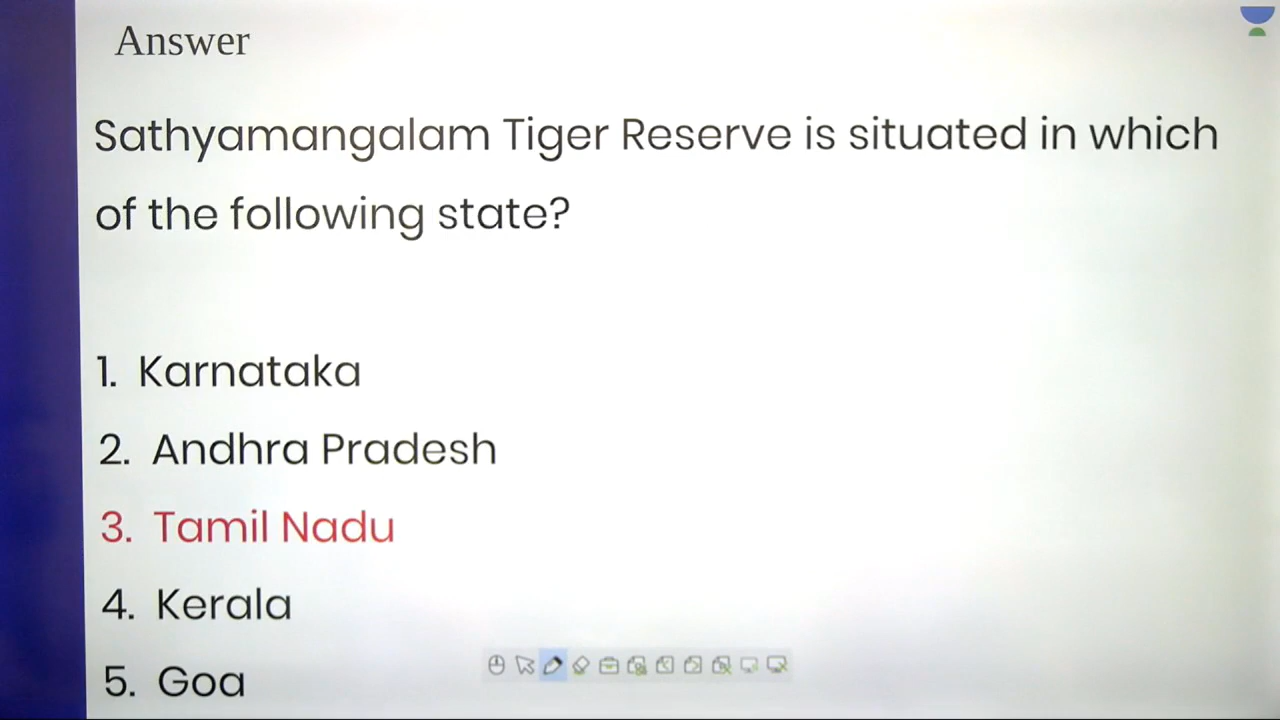 Answer
Sathyamangalam Tiger Reserve is situated in which
of the following state?
1. Karnataka
2. Andhra Pradesh
3. Tamil Nadu
4. Kerala
5. Goa